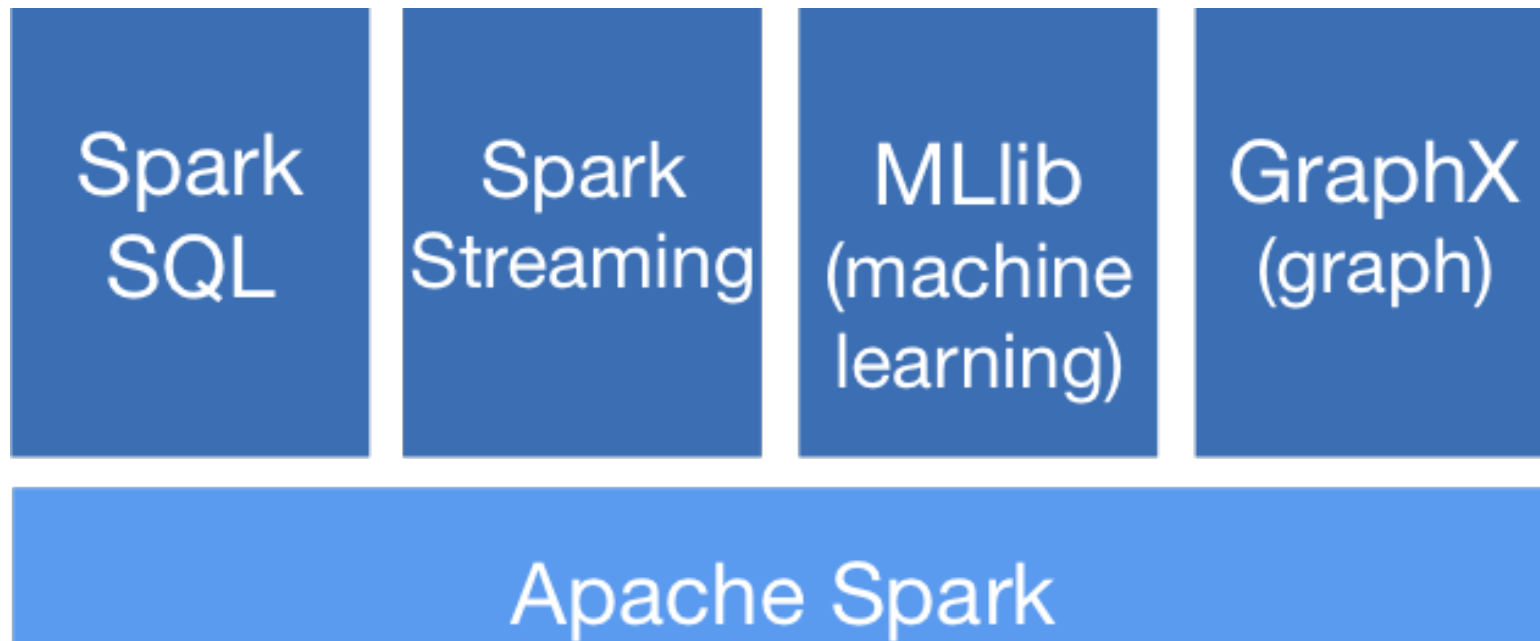 Spark
SQL
Spark
Streaming
MLlib
(machine
learning)
GraphX
(graph)
Apache Spark